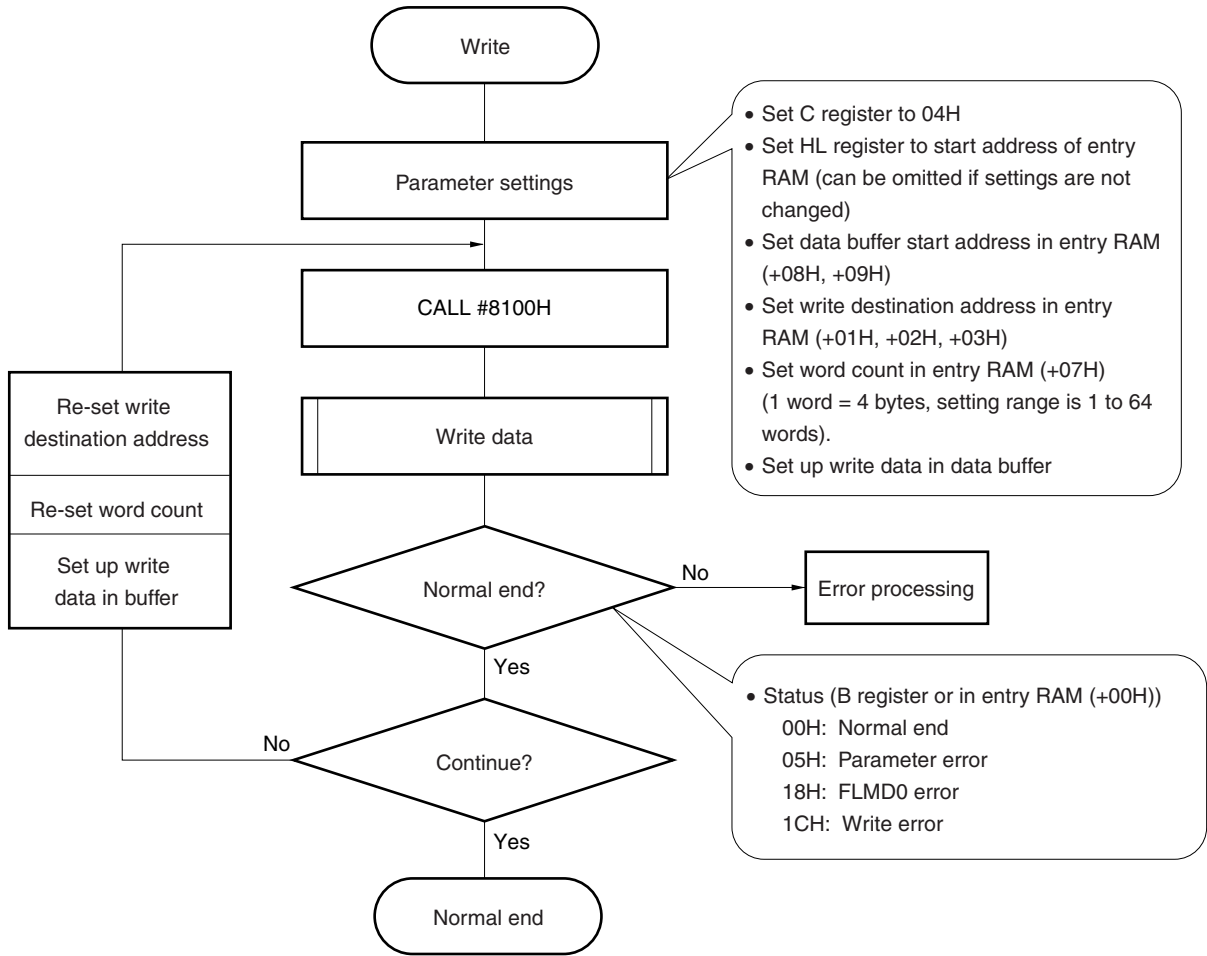 Write
Parameter settings
• Set C register to 04H
• Set HL register to start address of entry
RAM (can be omitted if settings are not
changed)
• Set data buffer start address in entry RAM
(+08H, +09H)
• Set write destination address in entry
RAM (+01H, +02H, +03H)
• Set word count in entry RAM (+07H)
(1 word = 4 bytes, setting range is 1 to 64
words).
• Set up write data in data buffer
CALL #8100H
Re-set write
destination address
Re-set word count
Set up write
data in buffer
Write data
Normal end?
No
Error processing
Yes
• Status (B register or in entry RAM (+00H))
00H: Normal end
05H: Parameter error
18H: FLMD0 error
1CH: Write error
No
Continue?
Yes
Normal end